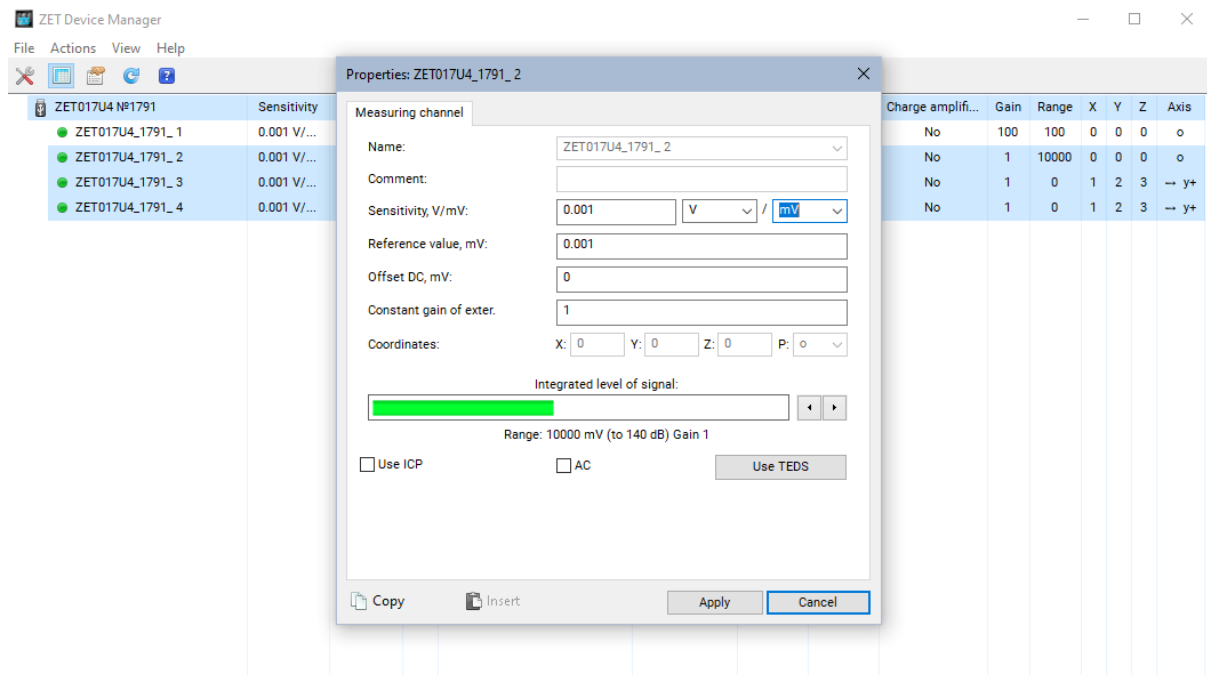 ZET Device Manager
File Actions View Help
Properties: ZET017U4_1791_ 2
ZET017U4 №1791 Sensitivity Charge amplifi... Gain Range X Y Z Axis
ZET017U4_1791_ 1 0.001 V/... No 100 100 0 0 0 o
ZET017U4_1791_ 2 0.001 V/... No 1 10000 0 0 0 o
ZET017U4_1791_ 3 0.001 V/... No 1 0 1 2 3 → y+
ZET017U4_1791_ 4 0.001 V/... No 1 0 1 2 3 → y+
Measuring channel
Name: ZET017U4_1791_ 2
Comment:
Sensitivity, V/mV: 0.001 V / mV
Reference value, mV: 0.001
Offset DC, mV: 0
Constant gain of exter. 1
Coordinates: X: 0 Y: 0 Z: 0 P: o
Integrated level of signal:
Range: 10000 mV (to 140 dB) Gain 1
Use ICP AC Use TEDS
Copy Insert Apply Cancel